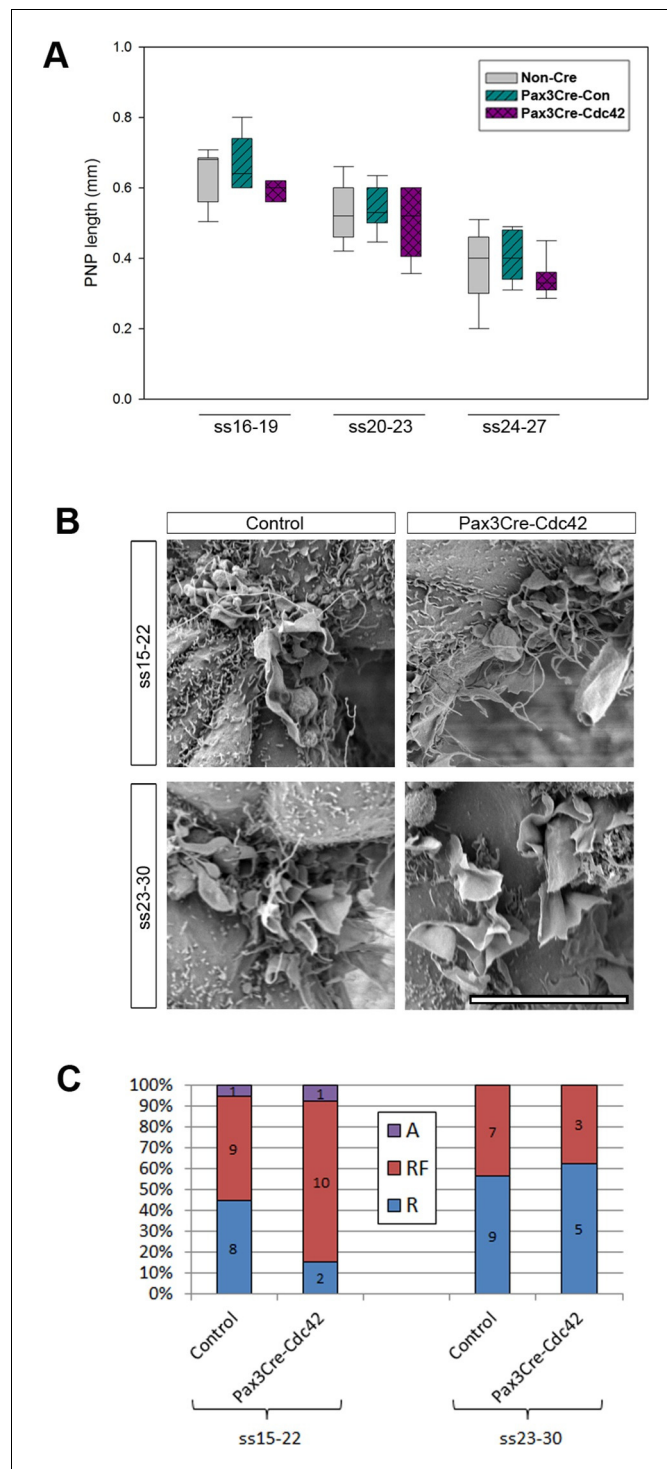 A
1.0
0.8
0.6
0.4
0.2
0.0
PNP length (mm)
Non-Cre
Pax3Cre-Con
Pax3Cre-Cdc42
ss16-19
ss20-23
ss24-27
B
Control
Pax3Cre-Cdc42
ss15-22
ss23-30
C
100%
90%
80%
70%
60%
50%
40%
30%
20%
10%
0%
1
9
8
1
10
2
A
RF
R
7
9
3
5
Control
Pax3Cre-Cdc42
Control
Pax3Cre-Cdc42
ss15-22
ss23-30